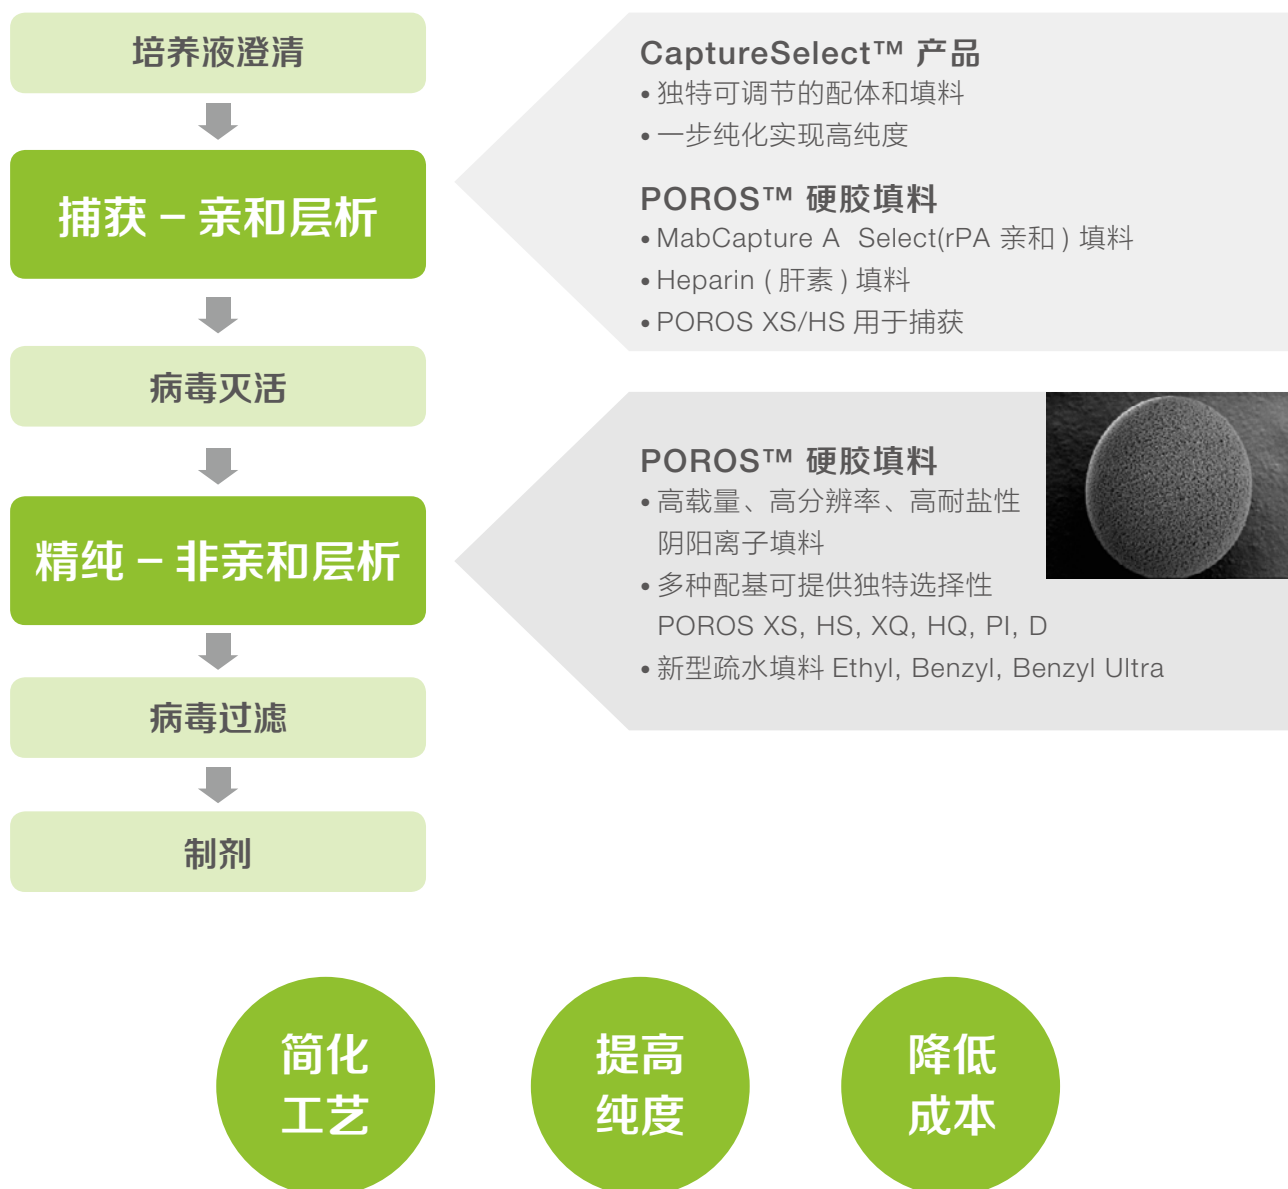 培养液澄清
捕获 – 亲和层析
病毒灭活
精纯 – 非亲和层析
病毒过滤
制剂
CaptureSelect™ 产品
• 独特可调节的配体和填料
• 一步纯化实现高纯度
POROS™ 硬胶填料
• MabCapture A Select(rPA 亲和 ) 填料
• Heparin ( 肝素 ) 填料
• POROS XS/HS 用于捕获
POROS™ 硬胶填料
• 高载量、高分辨率、高耐盐性
阴阳离子填料
• 多种配基可提供独特选择性
POROS XS, HS, XQ, HQ, PI, D
• 新型疏水填料 Ethyl, Benzyl, Benzyl Ultra
简化
工艺
提高
纯度
降低
成本